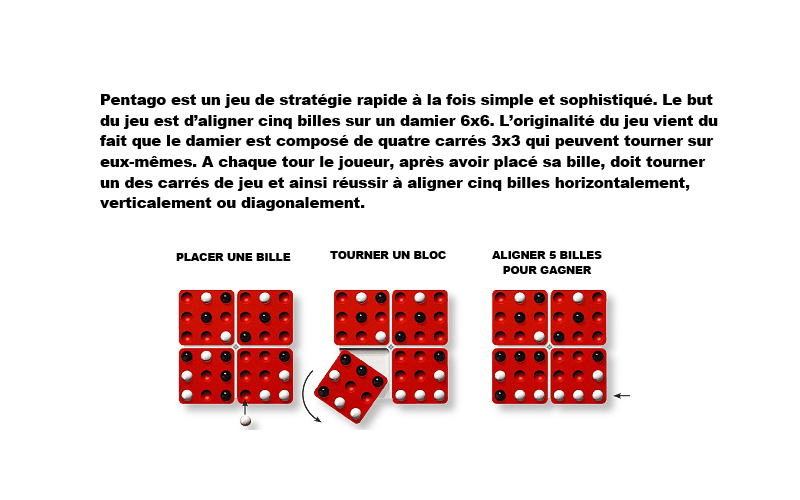 Pentago est un jeu de stratégie rapide à la fois simple et sophistiqué. Le but
du jeu est d’aligner cinq billes sur un damier 6x6. L’originalité du jeu vient du
fait que le damier est composé de quatre carrés 3x3 qui peuvent tourner sur
eux-mêmes. A chaque tour le joueur, après avoir placé sa bille, doit tourner
un des carrés de jeu et ainsi réussir à aligner cinq billes horizontalement,
verticalement ou diagonalement.
PLACER UNE BILLE
TOURNER UN BLOC
ALIGNER 5 BILLES
POUR GAGNER